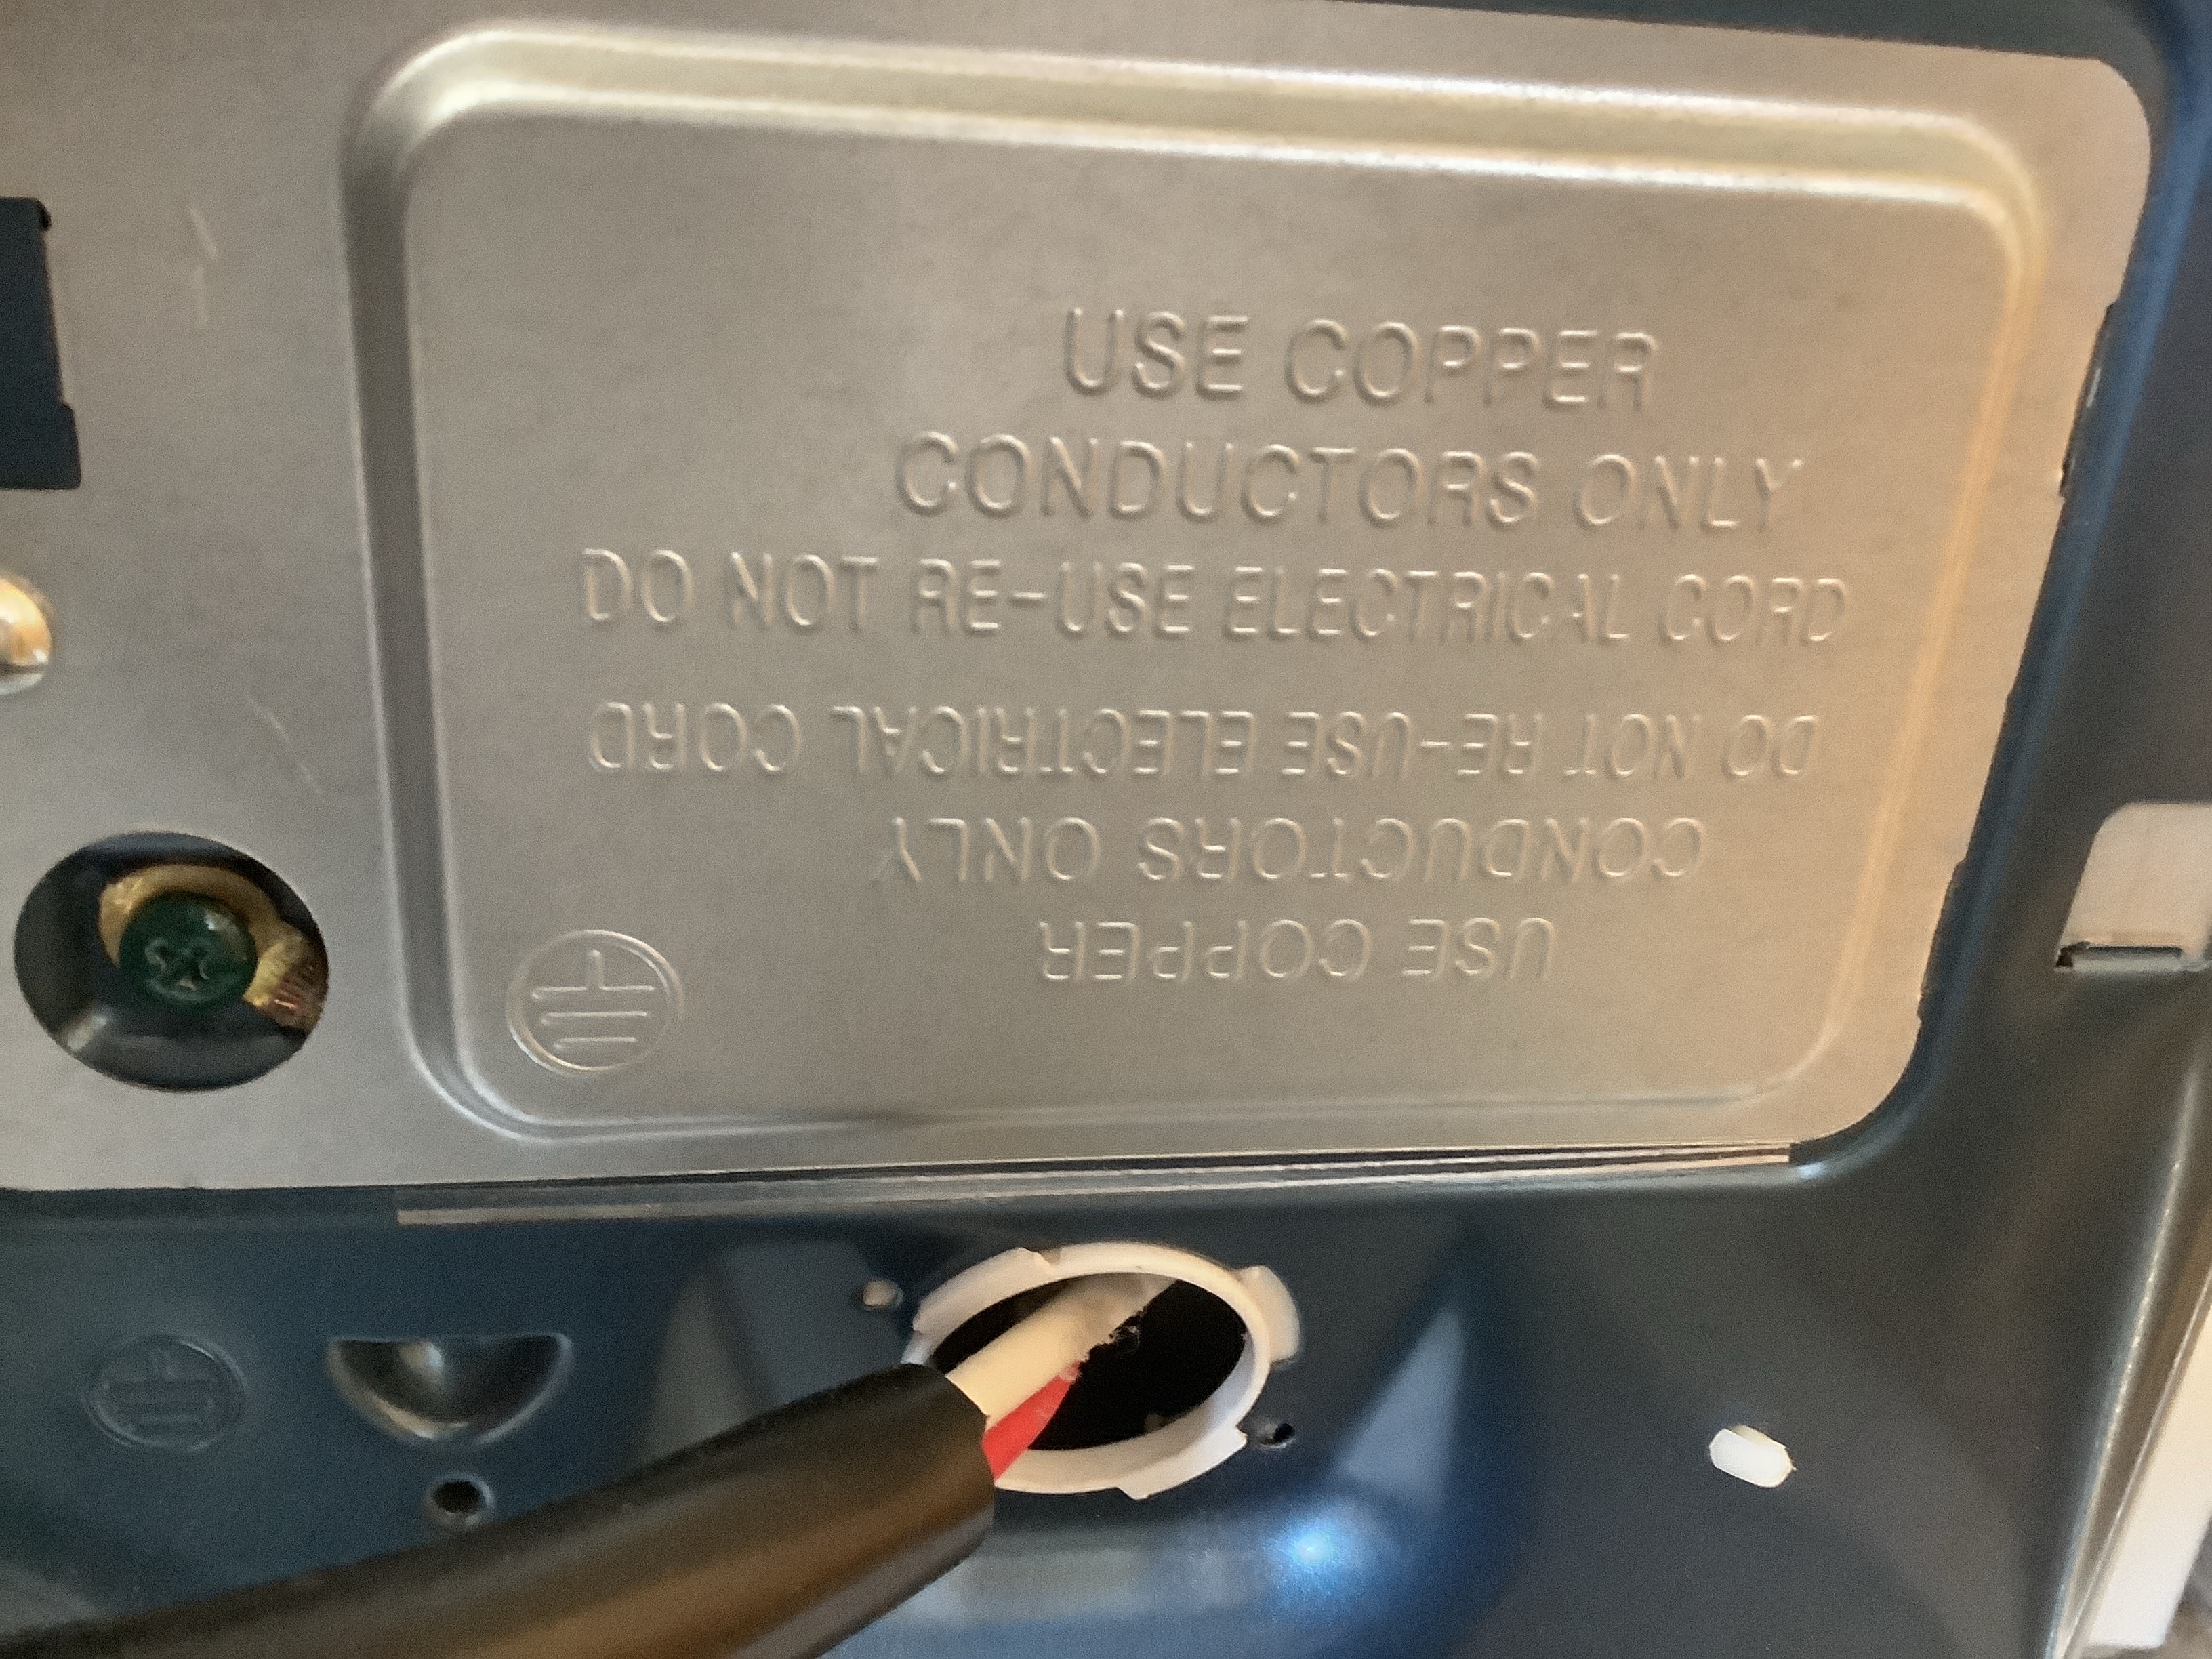 USE COPPER
CONDUCTORS ONLY
DO NOT RE-USE ELECTRICAL CORD
DO NOT RE-USE ELECTRICAL CORD
CONDUCTORS ONLY
USE COPPER